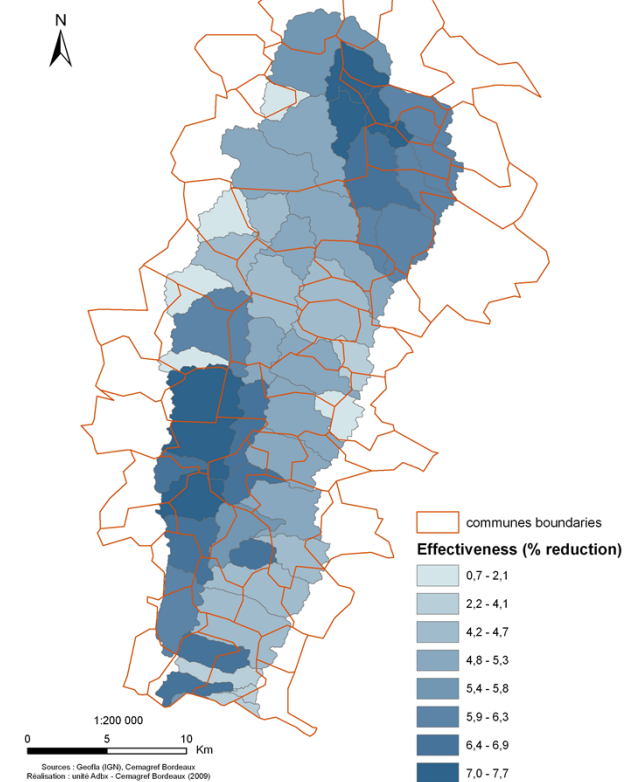 N
communes boundaries
Effectiveness (% reduction)
0,7 - 2,1
2,2 - 4,1
4,2 - 4,7
4,8 - 5,3
5,4 - 5,8
5,9 - 6,3
6,4 - 6,9
7,0 - 7,7
1:200 000
0 5 10
Km
Sources : Geofla (IGN), Cemagref Bordeaux
Réalisation : unité Adbx - Cemagref Bordeaux (2009)